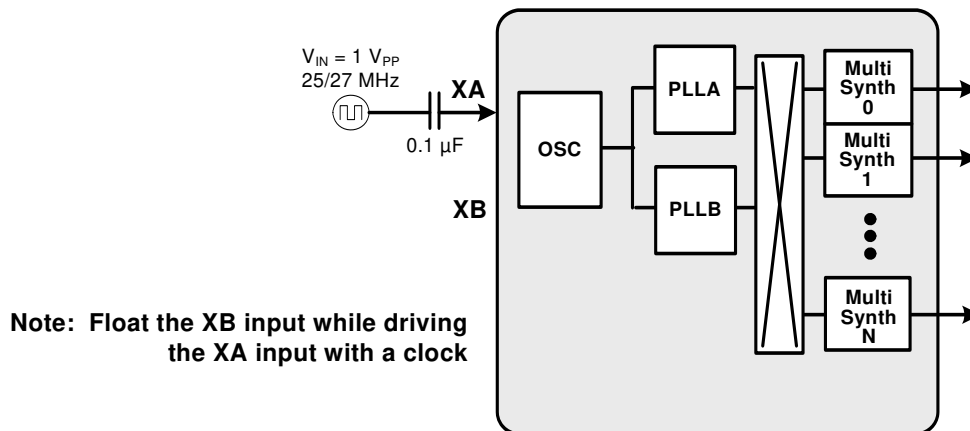 V_IN = 1 V_PP
25/27 MHz
XA
0.1 µF
XB
OSC
PLLA
PLLB
Multi
Synth
0
Multi
Synth
1
Multi
Synth
N
Note: Float the XB input while driving
the XA input with a clock